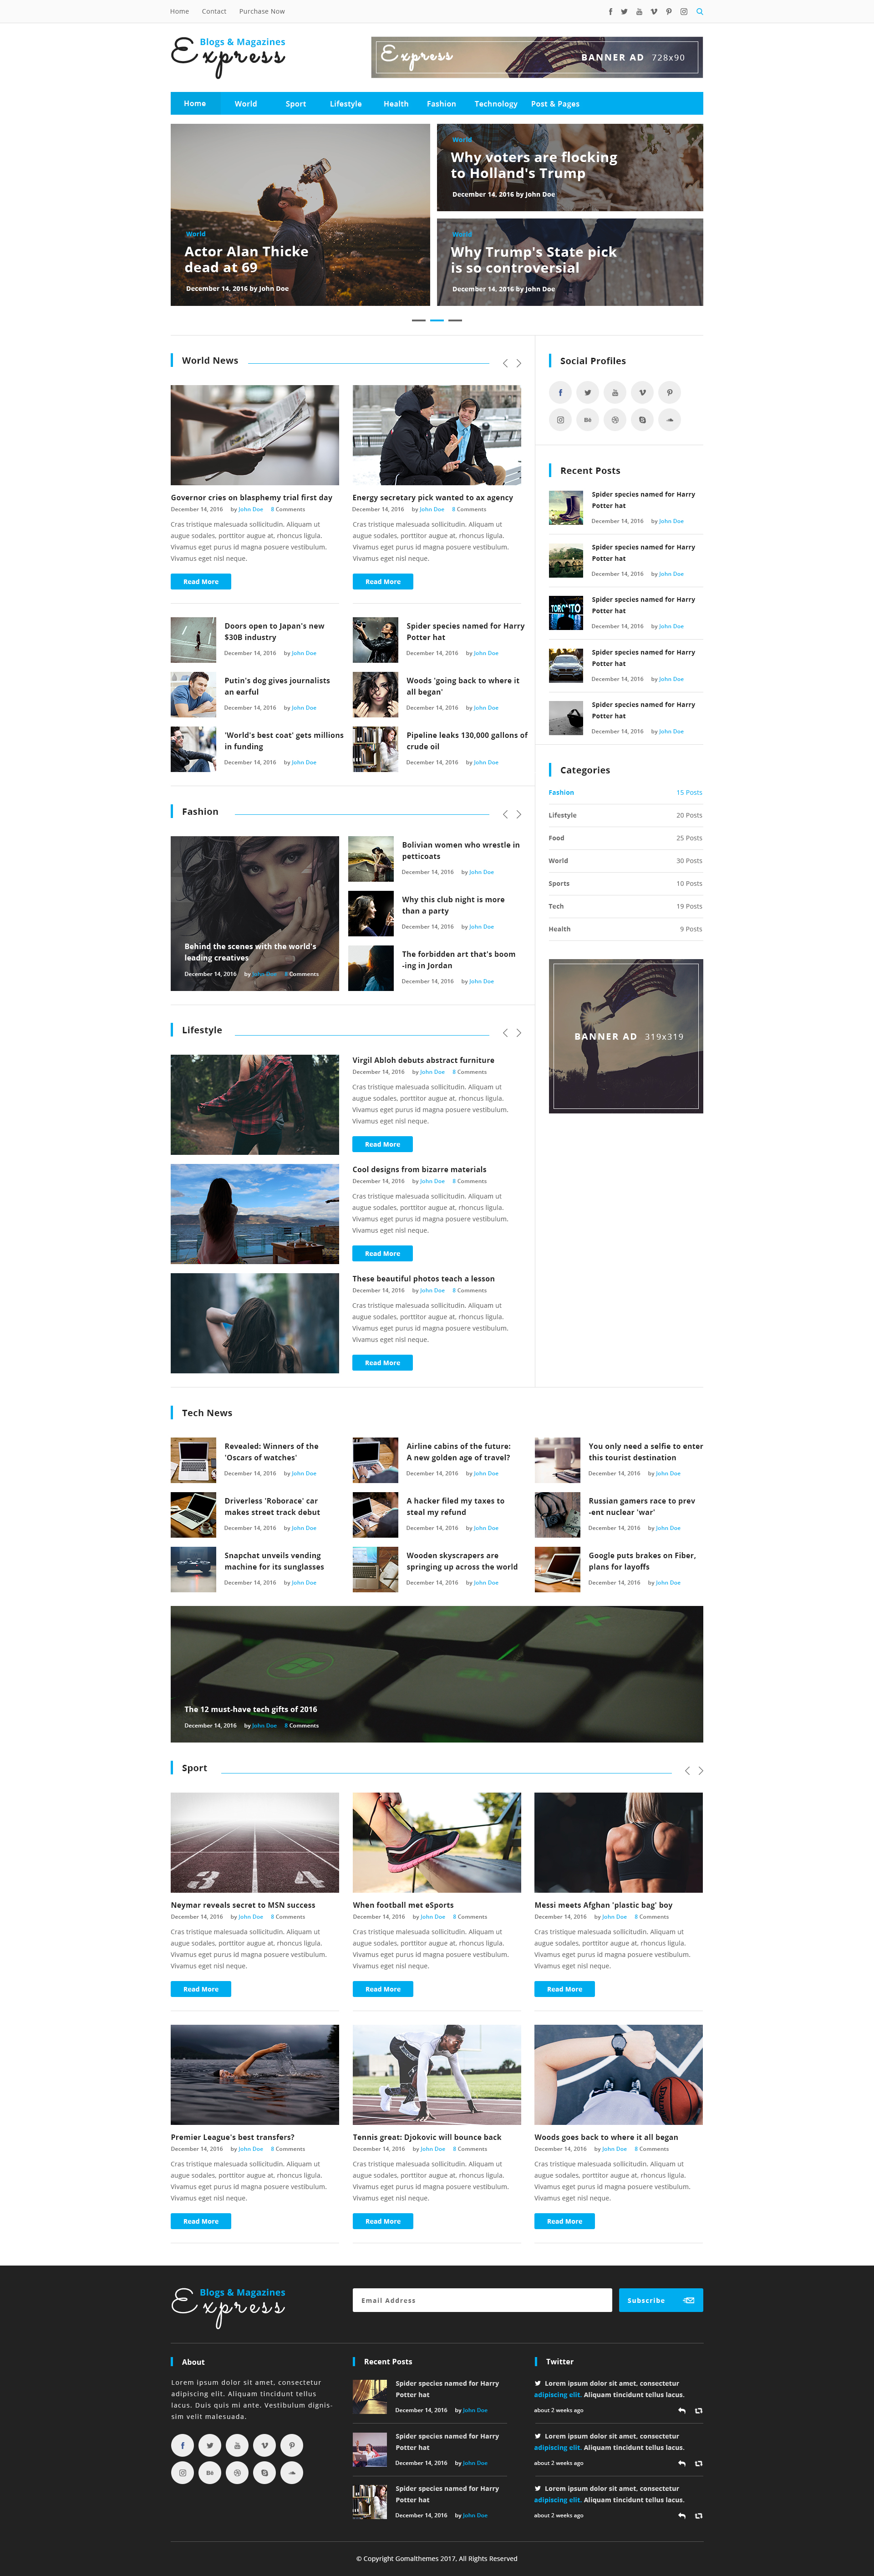 Home Contact Purchase Now
Blogs & Magazines
Express
Express
BANNER AD 728x90
Home World Sport Lifestyle Health Fashion Technology Post & Pages
World
Actor Alan Thicke
dead at 69
December 14, 2016 by John Doe
World
Why voters are flocking
to Holland's Trump
December 14, 2016 by John Doe
World
Why Trump's State pick
is so controversial
December 14, 2016 by John Doe
World News
Governor cries on blasphemy trial first day
December 14, 2016 by John Doe 8 Comments
Cras tristique malesuada sollicitudin. Aliquam ut
augue sodales, porttitor augue at, rhoncus ligula.
Vivamus eget purus id magna posuere vestibulum.
Vivamus eget nisl neque.
Read More
Energy secretary pick wanted to ax agency
December 14, 2016 by John Doe 8 Comments
Cras tristique malesuada sollicitudin. Aliquam ut
augue sodales, porttitor augue at, rhoncus ligula.
Vivamus eget purus id magna posuere vestibulum.
Vivamus eget nisl neque.
Read More
Doors open to Japan's new
$30B industry
December 14, 2016 by John Doe
Spider species named for Harry
Potter hat
December 14, 2016 by John Doe
Putin's dog gives journalists
an earful
December 14, 2016 by John Doe
Woods 'going back to where it
all began'
December 14, 2016 by John Doe
'World's best coat' gets millions
in funding
December 14, 2016 by John Doe
Pipeline leaks 130,000 gallons of
crude oil
December 14, 2016 by John Doe
Fashion
Behind the scenes with the world's
leading creatives
December 14, 2016 by John Doe 8 Comments
Bolivian women who wrestle in
petticoats
December 14, 2016 by John Doe
Why this club night is more
than a party
December 14, 2016 by John Doe
The forbidden art that's boom
-ing in Jordan
December 14, 2016 by John Doe
Lifestyle
Virgil Abloh debuts abstract furniture
December 14, 2016 by John Doe 8 Comments
Cras tristique malesuada sollicitudin. Aliquam ut
augue sodales, porttitor augue at, rhoncus ligula.
Vivamus eget purus id magna posuere vestibulum.
Vivamus eget nisl neque.
Read More
Cool designs from bizarre materials
December 14, 2016 by John Doe 8 Comments
Cras tristique malesuada sollicitudin. Aliquam ut
augue sodales, porttitor augue at, rhoncus ligula.
Vivamus eget purus id magna posuere vestibulum.
Vivamus eget nisl neque.
Read More
These beautiful photos teach a lesson
December 14, 2016 by John Doe 8 Comments
Cras tristique malesuada sollicitudin. Aliquam ut
augue sodales, porttitor augue at, rhoncus ligula.
Vivamus eget purus id magna posuere vestibulum.
Vivamus eget nisl neque.
Read More
Social Profiles
Recent Posts
Spider species named for Harry
Potter hat
December 14, 2016 by John Doe
Spider species named for Harry
Potter hat
December 14, 2016 by John Doe
TORONTO
Spider species named for Harry
Potter hat
December 14, 2016 by John Doe
Spider species named for Harry
Potter hat
December 14, 2016 by John Doe
Spider species named for Harry
Potter hat
December 14, 2016 by John Doe
Categories
Fashion 15 Posts
Lifestyle 20 Posts
Food 25 Posts
World 30 Posts
Sports 10 Posts
Tech 19 Posts
Health 9 Posts
BANNER AD 319x319
Tech News
Revealed: Winners of the
'Oscars of watches'
December 14, 2016 by John Doe
Airline cabins of the future:
A new golden age of travel?
December 14, 2016 by John Doe
You only need a selfie to enter
this tourist destination
December 14, 2016 by John Doe
Driverless 'Roborace' car
makes street track debut
December 14, 2016 by John Doe
A hacker filed my taxes to
steal my refund
December 14, 2016 by John Doe
Russian gamers race to prev
-ent nuclear 'war'
December 14, 2016 by John Doe
Snapchat unveils vending
machine for its sunglasses
December 14, 2016 by John Doe
Wooden skyscrapers are
springing up across the world
December 14, 2016 by John Doe
Google puts brakes on Fiber,
plans for layoffs
December 14, 2016 by John Doe
The 12 must-have tech gifts of 2016
December 14, 2016 by John Doe 8 Comments
Sport
3 4
Neymar reveals secret to MSN success
December 14, 2016 by John Doe 8 Comments
Cras tristique malesuada sollicitudin. Aliquam ut
augue sodales, porttitor augue at, rhoncus ligula.
Vivamus eget purus id magna posuere vestibulum.
Vivamus eget nisl neque.
Read More
When football met eSports
December 14, 2016 by John Doe 8 Comments
Cras tristique malesuada sollicitudin. Aliquam ut
augue sodales, porttitor augue at, rhoncus ligula.
Vivamus eget purus id magna posuere vestibulum.
Vivamus eget nisl neque.
Read More
Messi meets Afghan 'plastic bag' boy
December 14, 2016 by John Doe 8 Comments
Cras tristique malesuada sollicitudin. Aliquam ut
augue sodales, porttitor augue at, rhoncus ligula.
Vivamus eget purus id magna posuere vestibulum.
Vivamus eget nisl neque.
Read More
Premier League's best transfers?
December 14, 2016 by John Doe 8 Comments
Cras tristique malesuada sollicitudin. Aliquam ut
augue sodales, porttitor augue at, rhoncus ligula.
Vivamus eget purus id magna posuere vestibulum.
Vivamus eget nisl neque.
Read More
Tennis great: Djokovic will bounce back
December 14, 2016 by John Doe 8 Comments
Cras tristique malesuada sollicitudin. Aliquam ut
augue sodales, porttitor augue at, rhoncus ligula.
Vivamus eget purus id magna posuere vestibulum.
Vivamus eget nisl neque.
Read More
Woods goes back to where it all began
December 14, 2016 by John Doe 8 Comments
Cras tristique malesuada sollicitudin. Aliquam ut
augue sodales, porttitor augue at, rhoncus ligula.
Vivamus eget purus id magna posuere vestibulum.
Vivamus eget nisl neque.
Read More
Blogs & Magazines
Express
Email Address
Subscribe
About
Lorem ipsum dolor sit amet, consectetur
adipiscing elit. Aliquam tincidunt tellus
lacus. Duis quis mi ante. Vestibulum dignis-
sim velit malesuada.
Recent Posts
Spider species named for Harry
Potter hat
December 14, 2016 by John Doe
Spider species named for Harry
Potter hat
December 14, 2016 by John Doe
Spider species named for Harry
Potter hat
December 14, 2016 by John Doe
Twitter
Lorem ipsum dolor sit amet, consectetur
adipiscing elit. Aliquam tincidunt tellus lacus.
about 2 weeks ago
Lorem ipsum dolor sit amet, consectetur
adipiscing elit. Aliquam tincidunt tellus lacus.
about 2 weeks ago
Lorem ipsum dolor sit amet, consectetur
adipiscing elit. Aliquam tincidunt tellus lacus.
about 2 weeks ago
© Copyright Gomalthemes 2017, All Rights Reserved